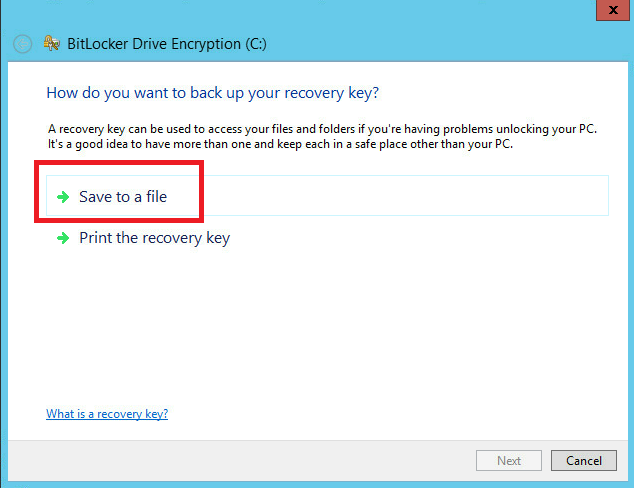 x
BitLocker Drive Encryption (C:)
How do you want to back up your recovery key?
A recovery key can be used to access your files and folders if you're having problems unlocking your PC.
It's a good idea to have more than one and keep each in a safe place other than your PC.
Save to a file
Print the recovery key
What is a recovery key?
Next Cancel